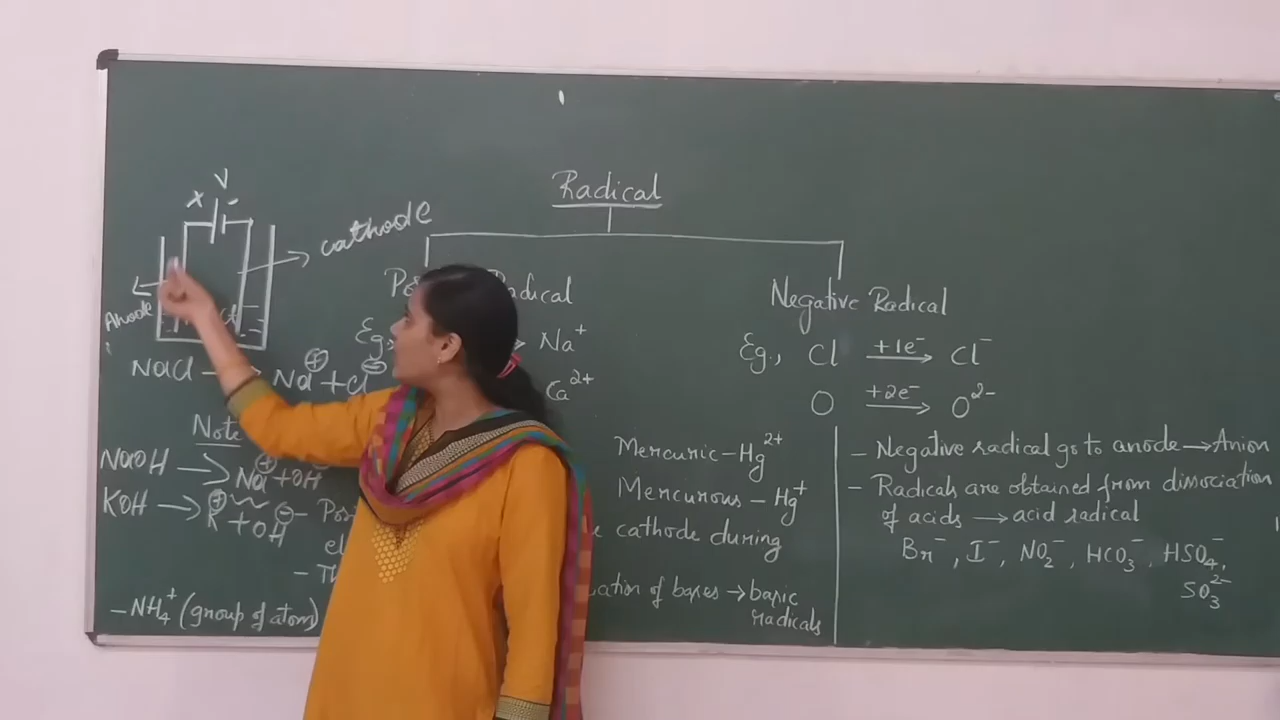 Radical
V
x -
cathode
Anode
NaCl → Na⊕ + Cl⊖
Note
NaOH → Na⊕ + OH
KOH → K⊕ + OH⊖
- NH₄⁺ (group of atom)
Radical
Eg, Na⁺
Ca²⁺
Mercuric - Hg²⁺
Mercurous - Hg⁺
cathode during
of bases → basic
radicals
Negative Radical
Eg., Cl +1e⁻→ Cl⁻
O +2e⁻→ O²⁻
- Negative radical go to anode → Anion
- Radicals are obtained from dissociation
of acids → acid radical
Br⁻, I⁻, NO₂⁻, HCO₃⁻, HSO₄⁻,
SO₃²⁻